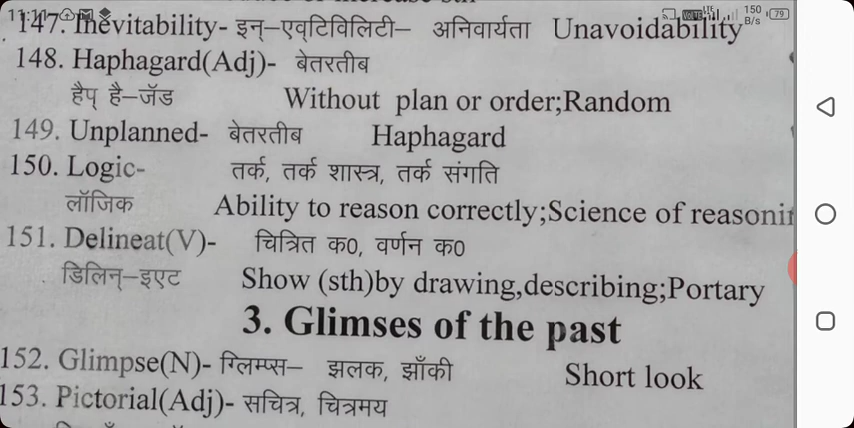 147. Inevitability- इन्–एव्टिविलिटी– अनिवार्यता Unavoidability
148. Haphagard(Adj)- बेतरतीब
हैप् है–जॅड Without plan or order;Random
149. Unplanned- बेतरतीब Haphagard
150. Logic- तर्क, तर्क शास्त्र, तर्क संगति
लॉजिक Ability to reason correctly;Science of
151. Delineat(V)- चित्रित क0, वर्णन क0
डिलिन्–इएट Show (sth)by drawing,describing;Portary
3. Glimses of the past
152. Glimpse(N)- ग्लिम्प्स– झलक, झाँकी Short look
153. Pictorial(Adj)- सचित्र, चित्रमय